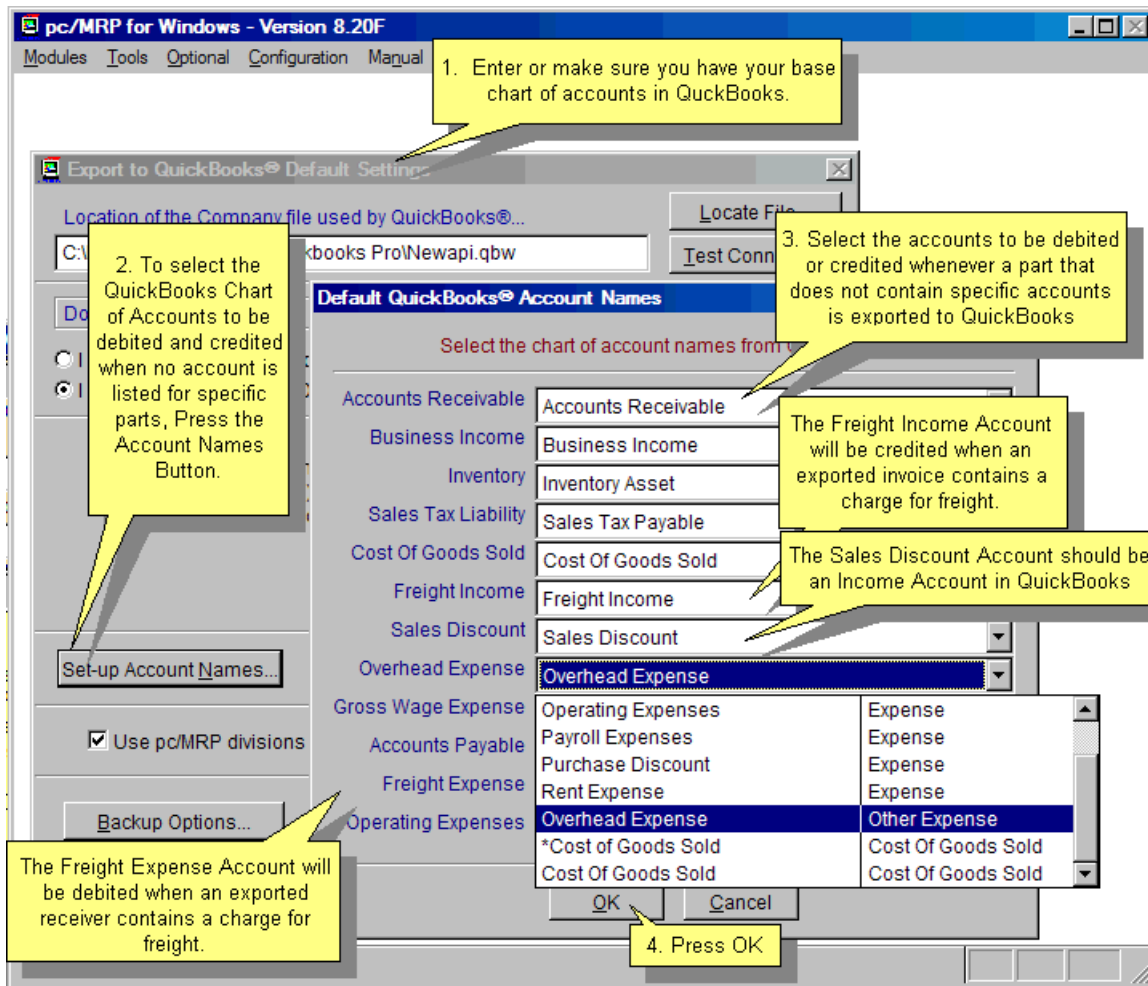 pc/MRP for Windows - Version 8.20F
Modules Tools Optional Configuration Manual
1. Enter or make sure you have your base
chart of accounts in QuckBooks.
Export to QuickBooks® Default Settings
Location of the Company file used by QuickBooks®...
Locate File
C:\
kbooks Pro\Newapi.qbw
Test Conn
2. To select the
QuickBooks Chart
of Accounts to be
debited and credited
when no account is
listed for specific
parts, Press the
Account Names
Button.
3. Select the accounts to be debited
or credited whenever a part that
does not contain specific accounts
is exported to QuickBooks
Do
I
I
Default QuickBooks® Account Names
Select the chart of account names from
Accounts Receivable Accounts Receivable
Business Income Business Income
Inventory Inventory Asset
Sales Tax Liability Sales Tax Payable
Cost Of Goods Sold Cost Of Goods Sold
Freight Income Freight Income
Sales Discount Sales Discount
Overhead Expense Overhead Expense
The Freight Income Account
will be credited when an
exported invoice contains a
charge for freight.
The Sales Discount Account should be
an Income Account in QuickBooks
Set-up Account Names...
Gross Wage Expense
Accounts Payable
Freight Expense
Operating Expenses
Operating Expenses Expense
Payroll Expenses Expense
Purchase Discount Expense
Rent Expense Expense
Overhead Expense Other Expense
*Cost of Goods Sold Cost Of Goods Sold
Cost Of Goods Sold Cost Of Goods Sold
Use pc/MRP divisions
Backup Options...
The Freight Expense Account will
be debited when an exported
receiver contains a charge for
freight.
OK Cancel
4. Press OK